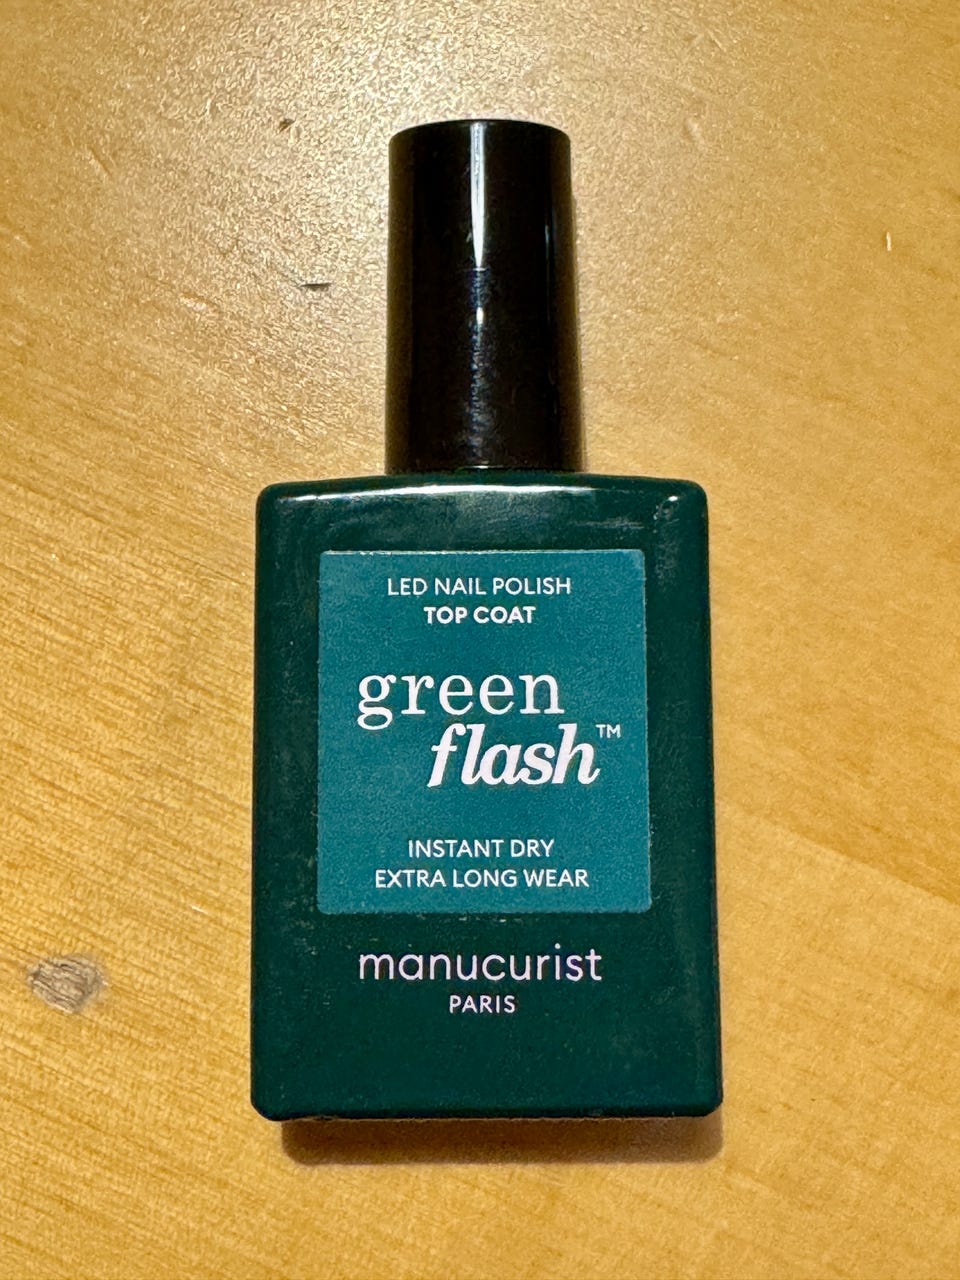 LED NAIL POLISH
TOP COAT
green
flash™
INSTANT DRY
EXTRA LONG WEAR
manucurist
PARIS